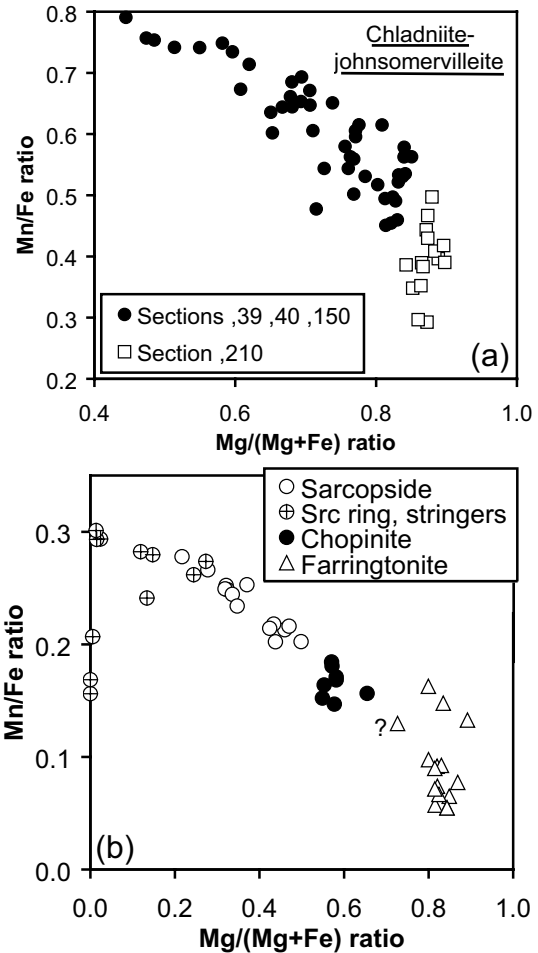 0.8
Chladniite-
johnsomervilleite
0.7
0.6
0.5
0.4
0.3
0.2
Mn/Fe ratio
Sections ,39 ,40 ,150
Section ,210
(a)
0.4 0.6 0.8 1.0
Mg/(Mg+Fe) ratio
Sarcopside
Src ring, stringers
Chopinite
Farringtonite
0.3
0.2
0.1
0.0
Mn/Fe ratio
?
(b)
0.0 0.2 0.4 0.6 0.8 1.0
Mg/(Mg+Fe) ratio